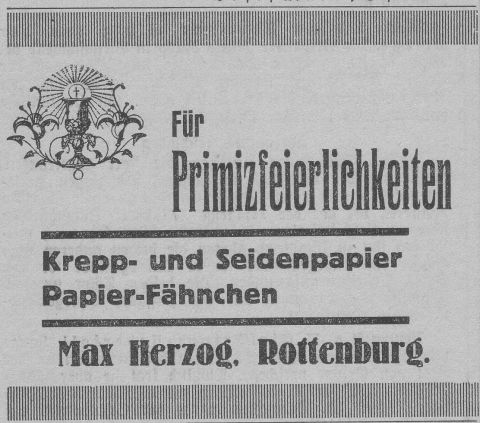 Für
Primizfeierlichkeiten
Krepp- und Seidenpapier
Papier-Fähnchen
Max Herzog, Rottenburg.